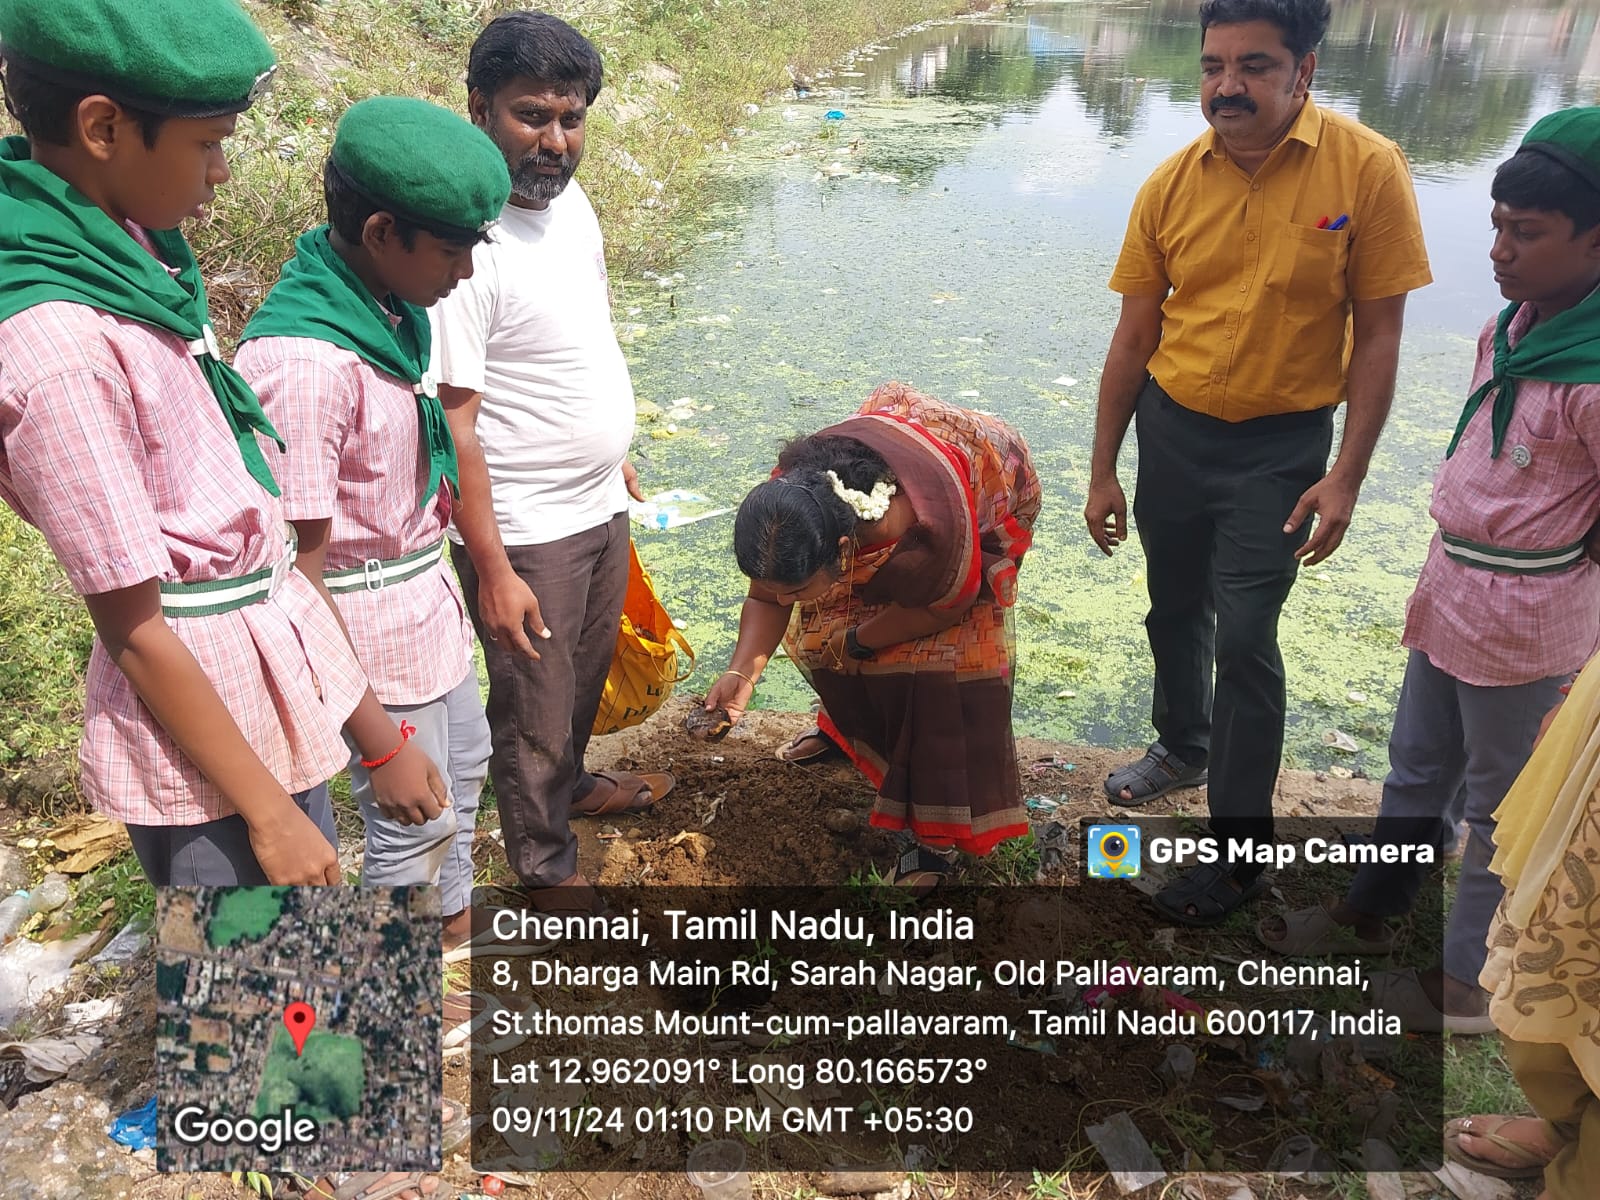 GPS Map Camera
Chennai, Tamil Nadu, India
8, Dharga Main Rd, Sarah Nagar, Old Pallavaram, Chennai,
St.thomas Mount-cum-pallavaram, Tamil Nadu 600117, India
Lat 12.962091° Long 80.166573°
09/11/24 01:10 PM GMT +05:30
Google